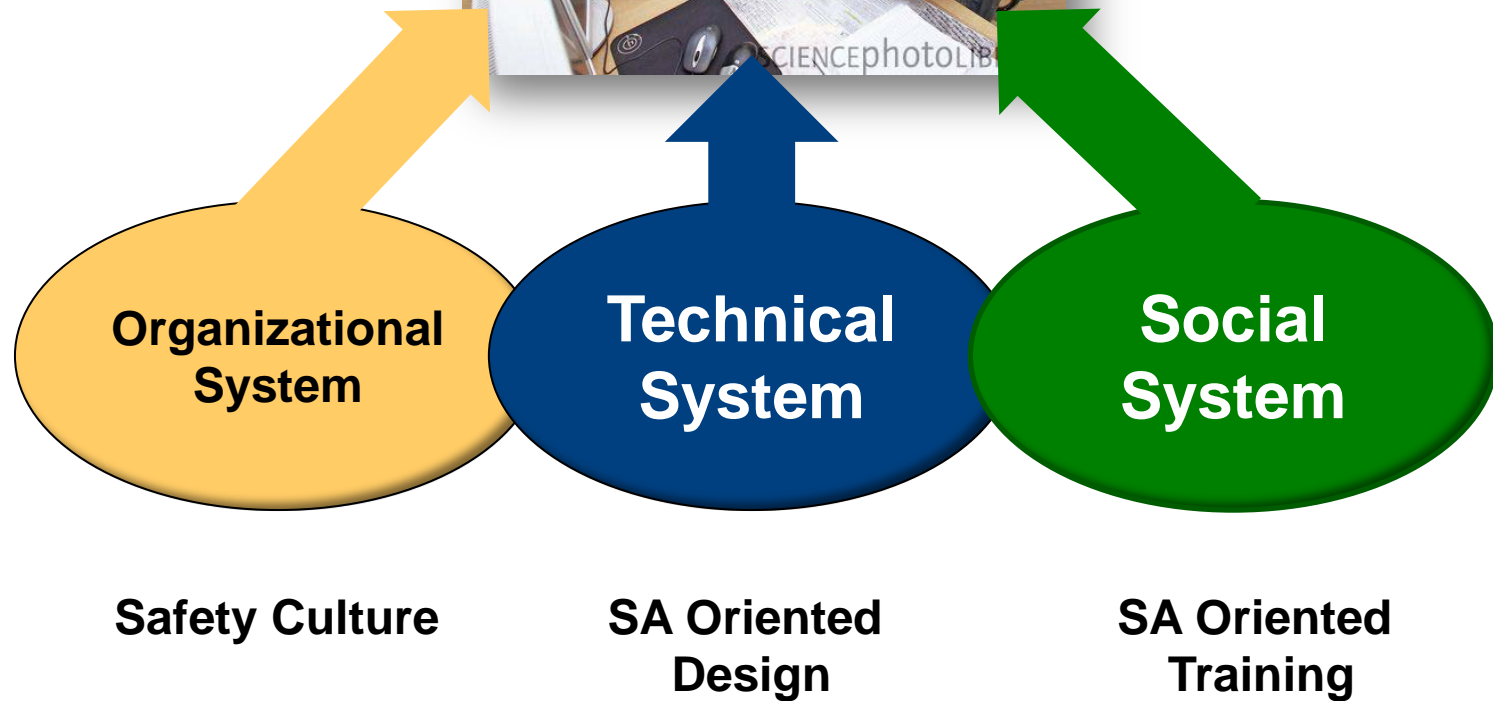 SCIENCEphotoLIB
Organizational
System
Technical
System
Social
System
Safety Culture
SA Oriented
Design
SA Oriented
Training